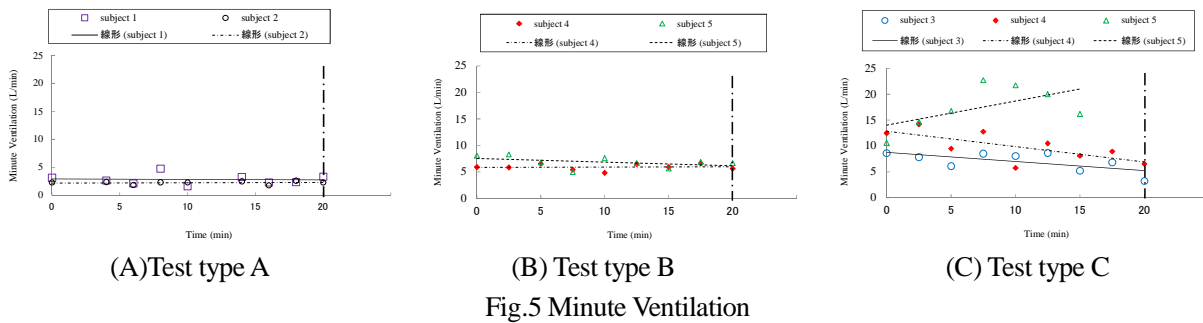 subject 1 subject 2
線形 (subject 1) 線形 (subject 2)
25
20
15
10
5
0
Minute Ventilation (L/min)
0 5 10 15 20
Time (min)
(A)Test type A
subject 4 subject 5
線形 (subject 4) 線形 (subject 5)
25
20
15
10
5
0
Minute Ventilation (L/min)
0 5 10 15 20
Time (min)
(B) Test type B
subject 3 subject 4 subject 5
線形 (subject 3) 線形 (subject 4) 線形 (subject 5)
25
20
15
10
5
0
Minute Ventilation (L/min)
0 5 10 15 20
Time (min)
(C) Test type C
Fig.5 Minute Ventilation